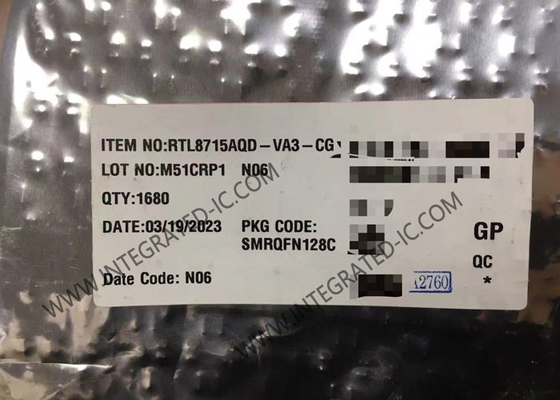 ITEM NO:RTL8715AQD-VA3-CG
LOT NO:M51CRP1 N06
QTY:1680
DATE:03/19/2023 PKG CODE:
SMRQFN128C
GP
QC
Date Code: N06
A2760
*
WWW.INTEGRATED-IC.COM
WWW.INTEGRATED-IC.COM